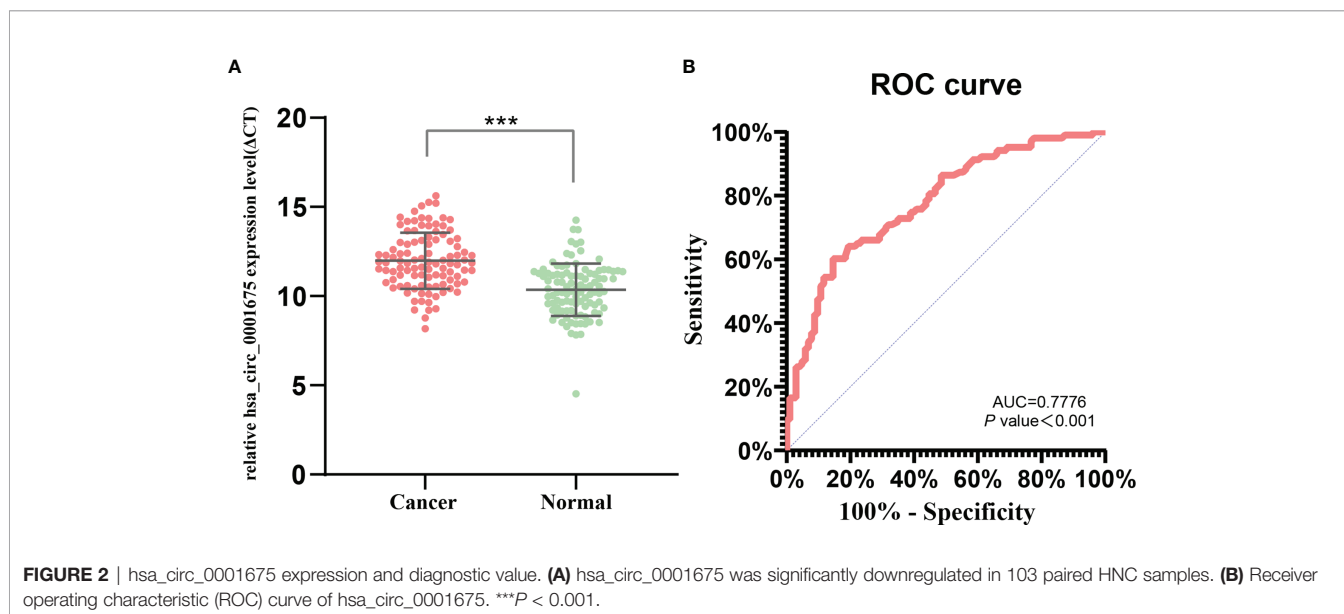 A
B
ROC curve
relative hsa_circ_0001675 expression level(ΔCT)
20
15
10
5
0
***
Cancer
Normal
Sensitivity
100%
80%
60%
40%
20%
0%
AUC=0.7776
P value<0.001
0% 20% 40% 60% 80% 100%
100% - Specificity
FIGURE 2 | hsa_circ_0001675 expression and diagnostic value. (A) hsa_circ_0001675 was significantly downregulated in 103 paired HNC samples. (B) Receiver
operating characteristic (ROC) curve of hsa_circ_0001675. ***P < 0.001.